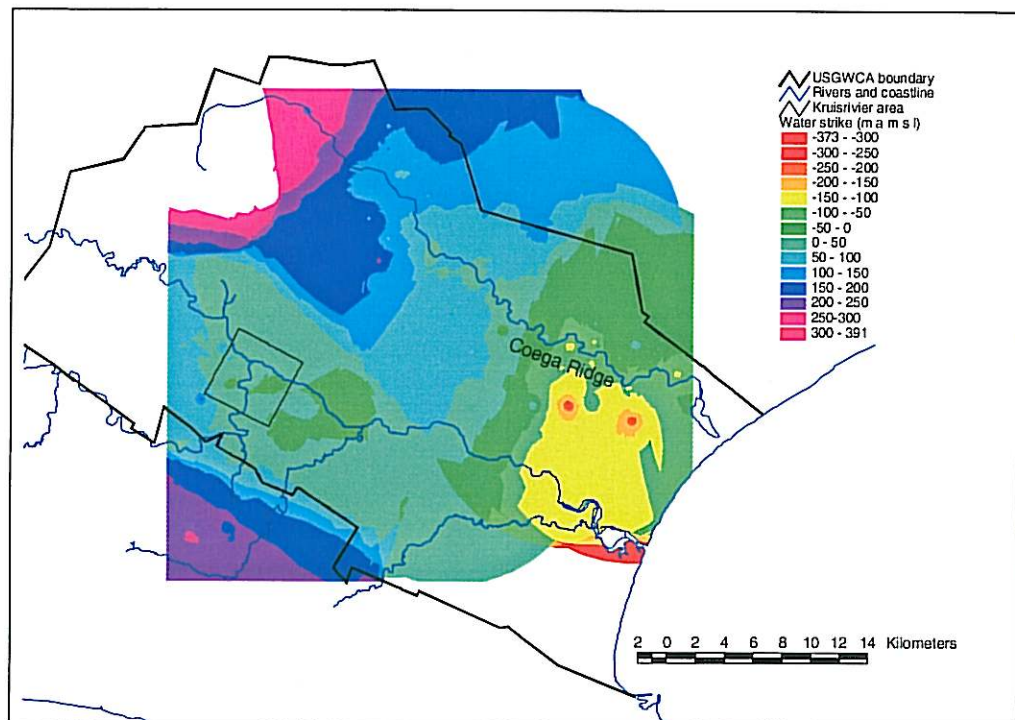 USGWCA boundary
Rivers and coastline
Kruisrivier area
Water strike (m a m s l)
-373 - -300
-300 - -250
-250 - -200
-200 - -150
-150 - -100
-100 - -50
-50 - 0
0 - 50
50 - 100
100 - 150
150 - 200
200 - 250
250-300
300 - 391
Coega Ridge
2 0 2 4 6 8 10 12 14 Kilometers